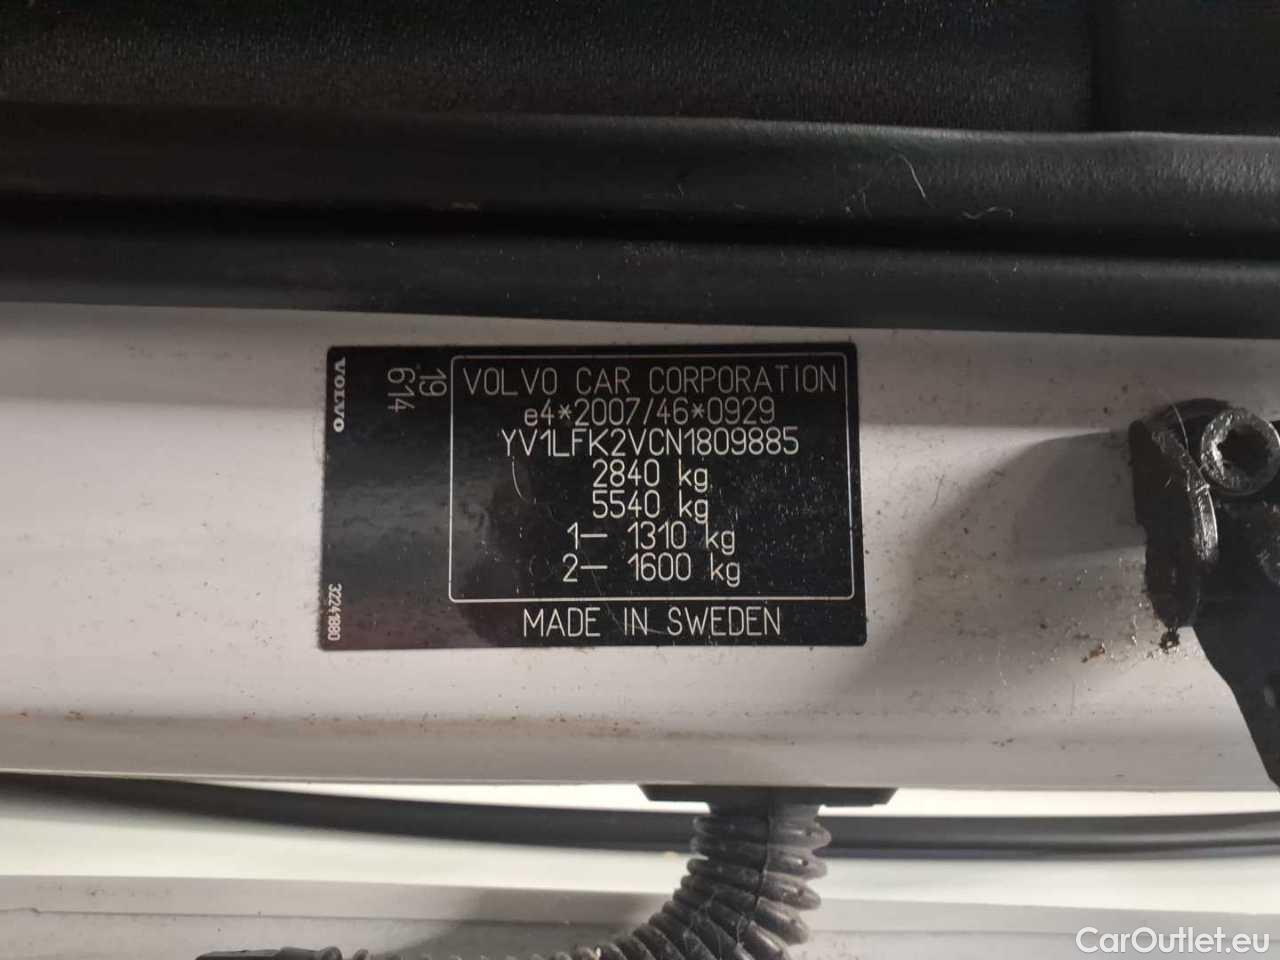 VOLVO
19
614
VOLVO CAR CORPORATION
e4*2007/46*0929
YV1LFK2VCN1809885
2840 kg
5540 kg
1— 1310 kg
2— 1600 kg
32241980
MADE IN SWEDEN
CarOutlet.eu